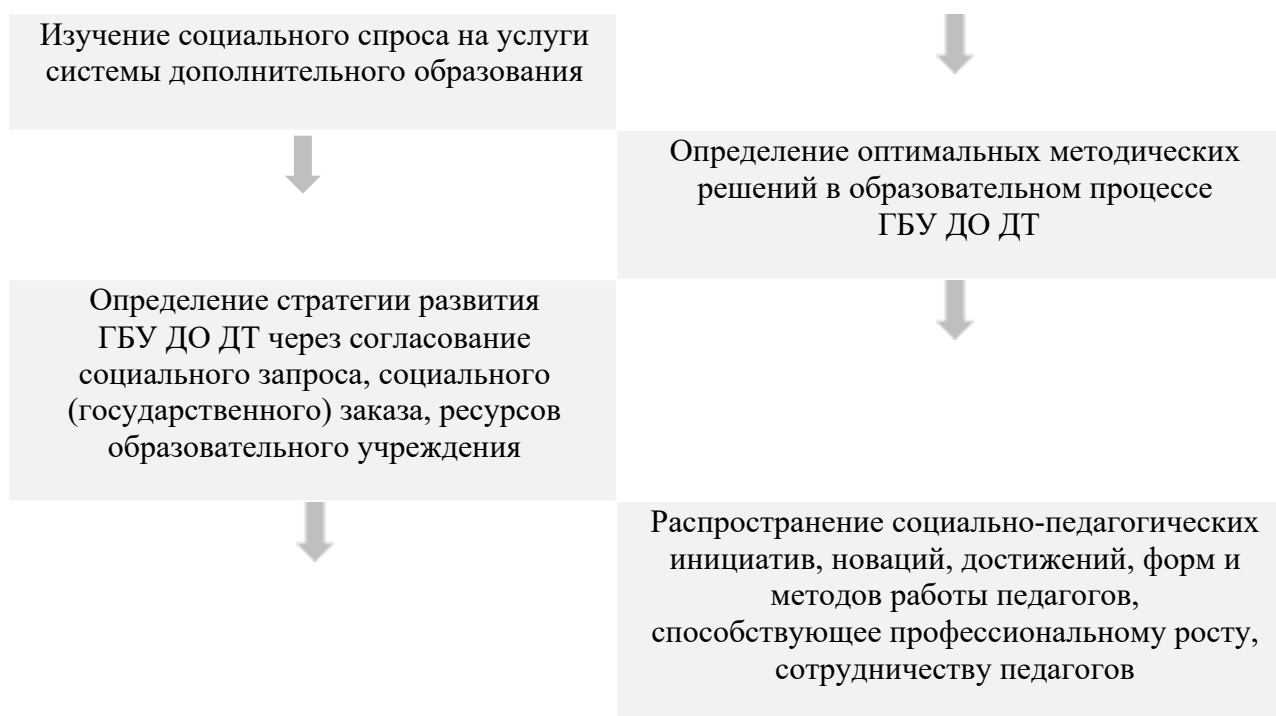 Изучение социального спроса на услуги
системы дополнительного образования
Определение оптимальных методических
решений в образовательном процессе
ГБУ ДО ДТ
Определение стратегии развития
ГБУ ДО ДТ через согласование
социального запроса, социального
(государственного) заказа, ресурсов
образовательного учреждения
Распространение социально-педагогических
инициатив, новаций, достижений, форм и
методов работы педагогов,
способствующее профессиональному росту,
сотрудничеству педагогов